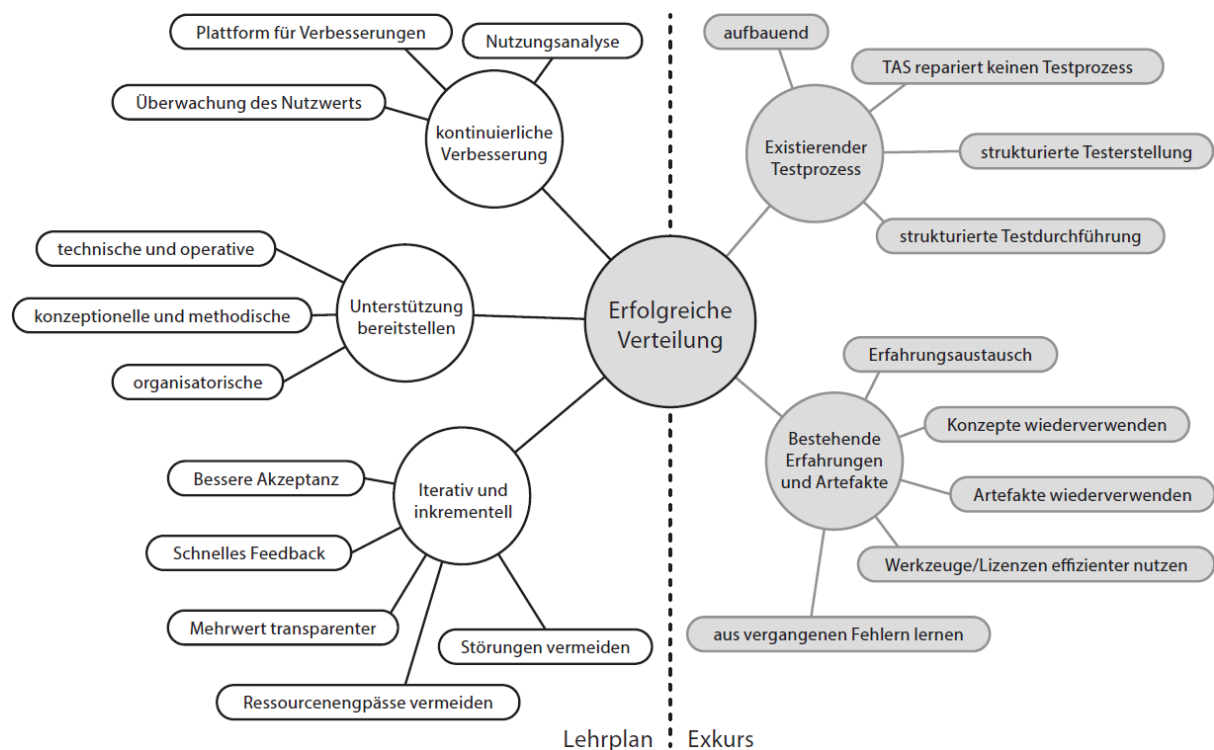 Plattform für Verbesserungen
Nutzungsanalyse
Überwachung des Nutzwerts
kontinuierliche
Verbesserung
technische und operative
konzeptionelle und methodische
organisatorische
Unterstützung
bereitstellen
Bessere Akzeptanz
Schnelles Feedback
Mehrwert transparenter
Ressourcenengpässe vermeiden
Störungen vermeiden
Iterativ und
inkrementell
Erfolgreiche
Verteilung
aufbauend
TAS repariert keinen Testprozess
strukturierte Testerstellung
strukturierte Testdurchführung
Existierender
Testprozess
Erfahrungsaustausch
Konzepte wiederverwenden
Artefakte wiederverwenden
Werkzeuge/Lizenzen effizienter nutzen
aus vergangenen Fehlern lernen
Bestehende
Erfahrungen
und Artefakte
Lehrplan
Exkurs